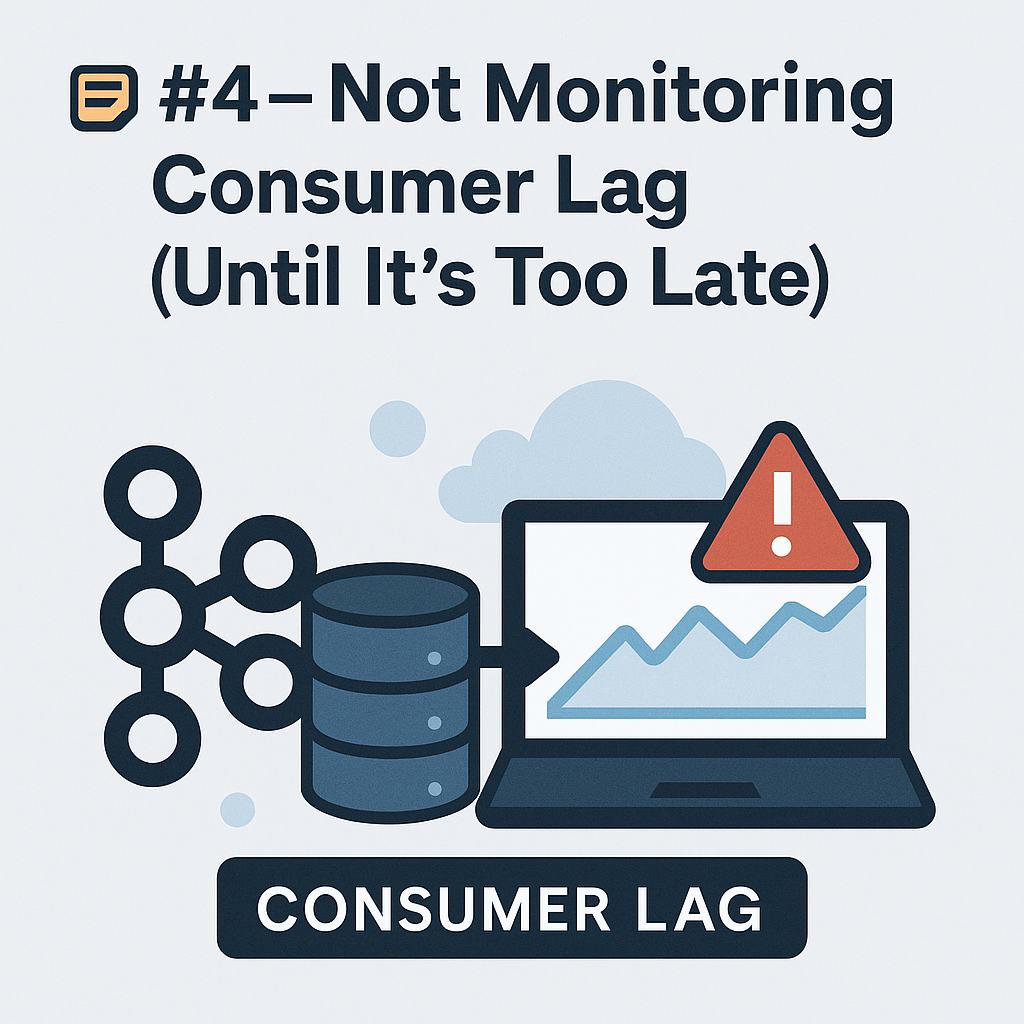 #4 – Not Monitoring
Consumer Lag
(Until It’s Too Late)
CONSUMER LAG